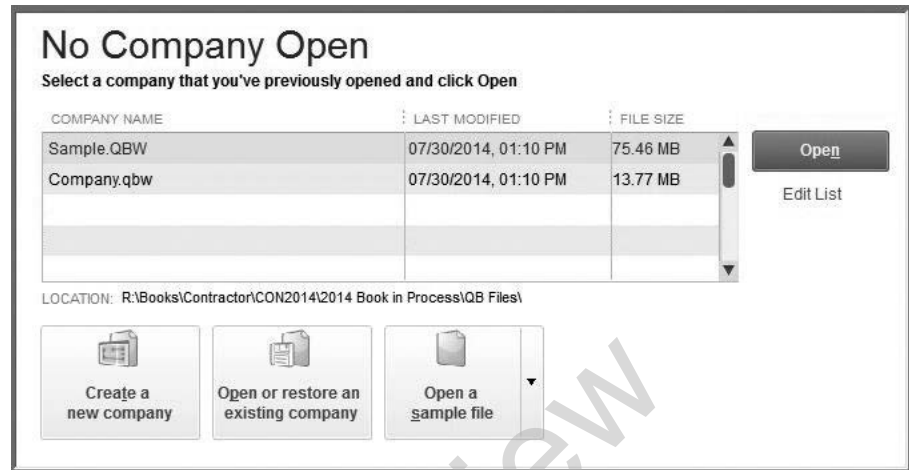 No Company Open
Select a company that you've previously opened and click Open
COMPANY NAME LAST MODIFIED FILE SIZE
Sample.QBW 07/30/2014, 01:10 PM 75.46 MB
Company.qbw 07/30/2014, 01:10 PM 13.77 MB
Open
Edit List
LOCATION: R:\Books\Contractor\CON2014\2014 Book in Process\QB Files\
Create a
new company
Open or restore an
existing company
Open a
sample file